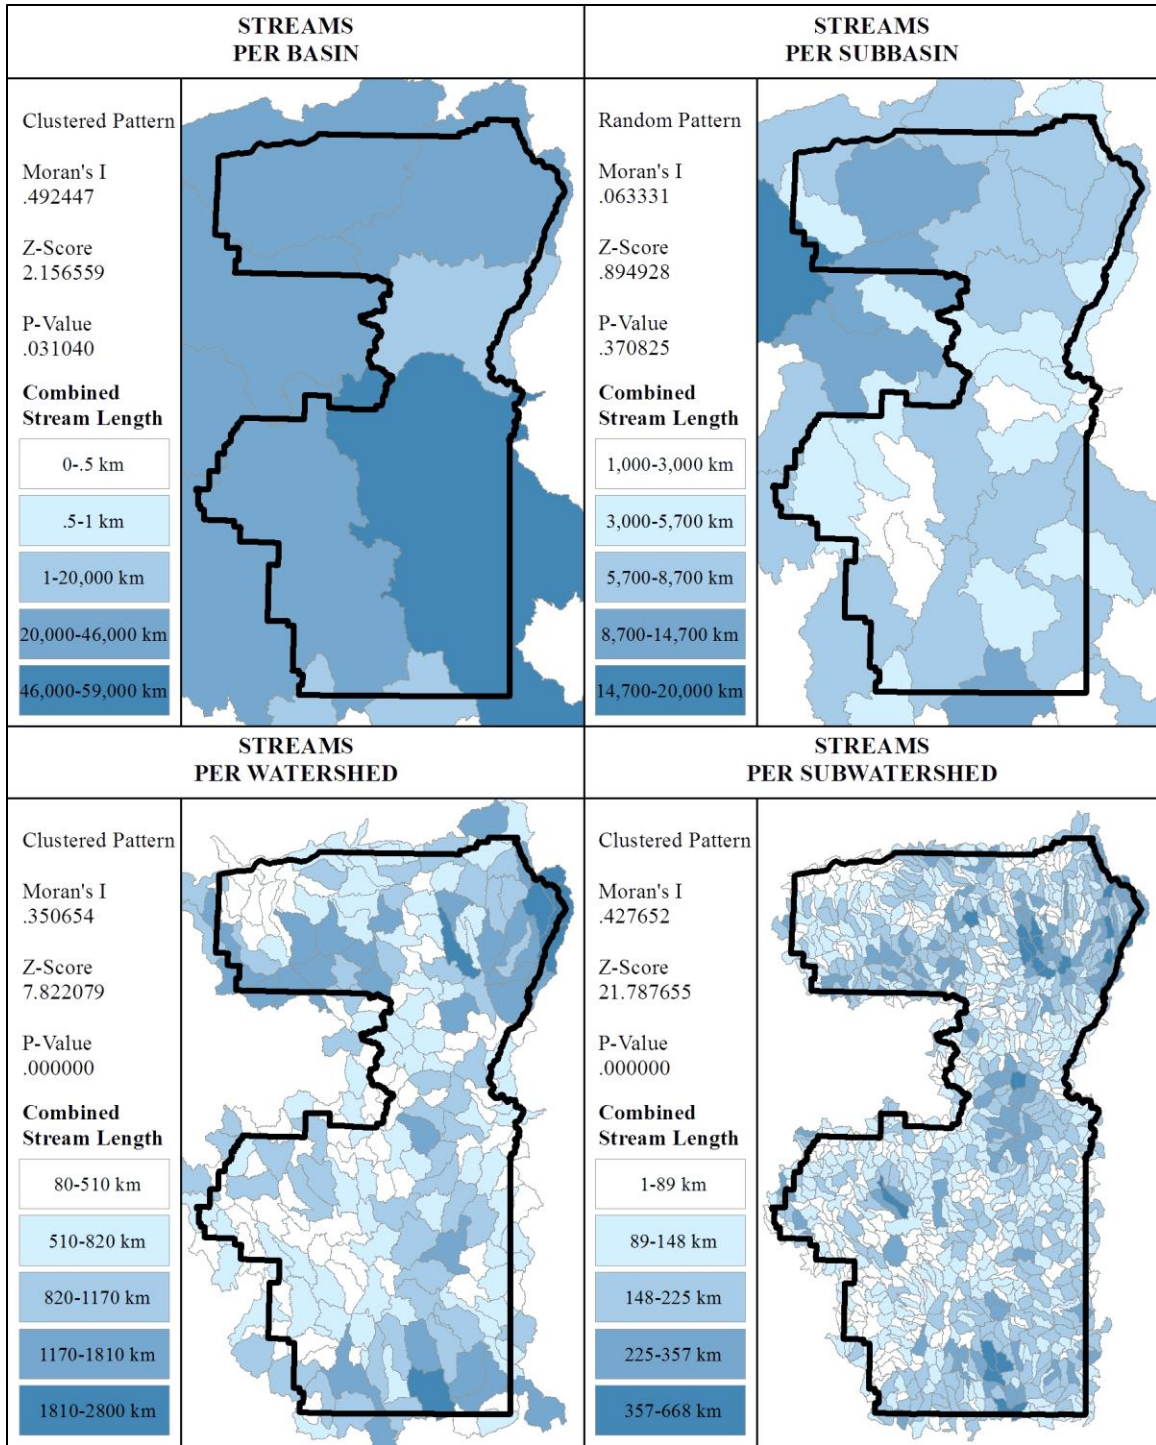 STREAMS
PER BASIN
Clustered Pattern
Moran's I
.492447
Z-Score
2.156559
P-Value
.031040
Combined
Stream Length
0-.5 km
.5-1 km
1-20,000 km
20,000-46,000 km
46,000-59,000 km
STREAMS
PER SUBBASIN
Random Pattern
Moran's I
.063331
Z-Score
.894928
P-Value
.370825
Combined
Stream Length
1,000-3,000 km
3,000-5,700 km
5,700-8,700 km
8,700-14,700 km
14,700-20,000 km
STREAMS
PER WATERSHED
Clustered Pattern
Moran's I
.350654
Z-Score
7.822079
P-Value
.000000
Combined
Stream Length
80-510 km
510-820 km
820-1170 km
1170-1810 km
1810-2800 km
STREAMS
PER SUBWATERSHED
Clustered Pattern
Moran's I
.427652
Z-Score
21.787655
P-Value
.000000
Combined
Stream Length
1-89 km
89-148 km
148-225 km
225-357 km
357-668 km